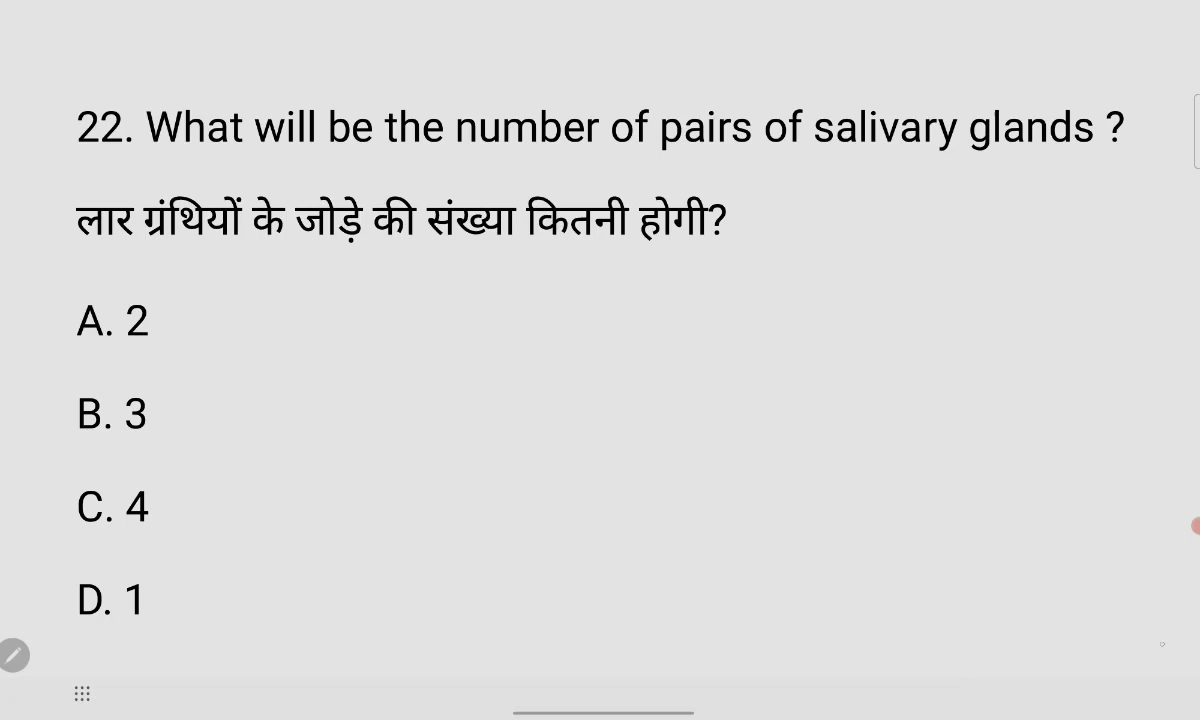 22. What will be the number of pairs of salivary glands ?
लार ग्रंथियों के जोड़े की संख्या कितनी होगी?
A. 2
B. 3
C. 4
D. 1